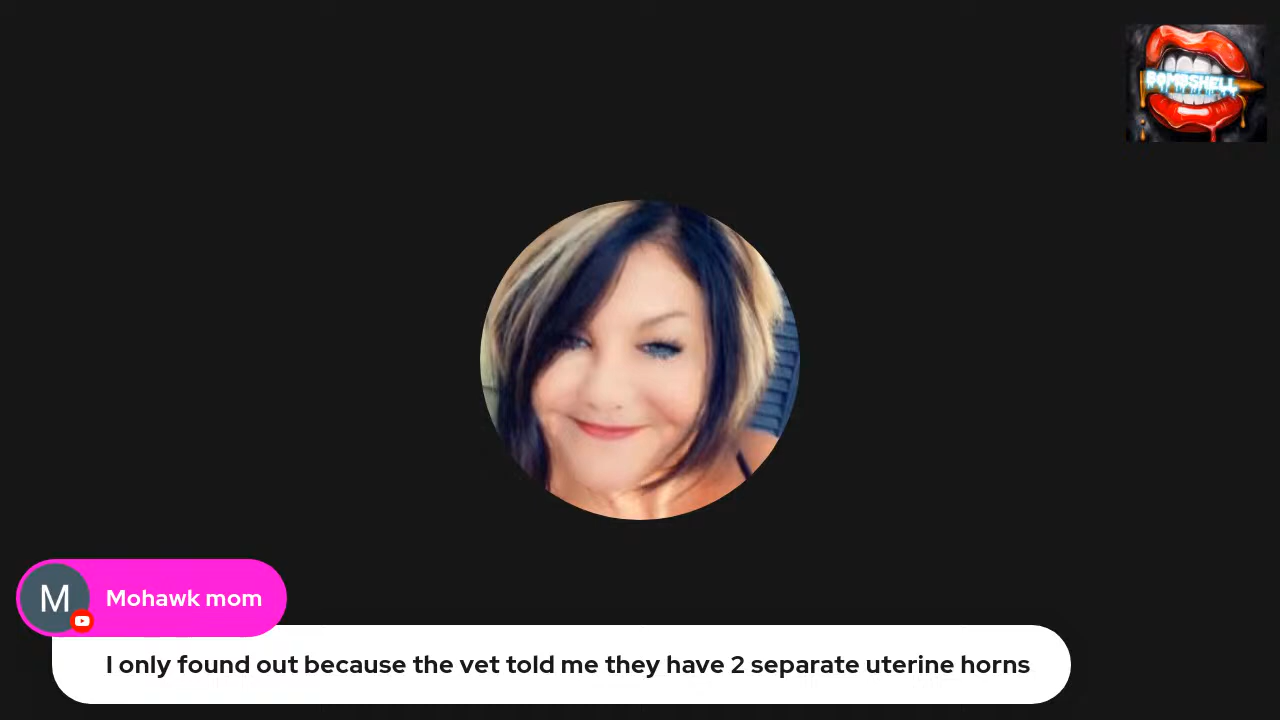 BOMBSHELL
M
Mohawk mom
I only found out because the vet told me they have 2 separate uterine horns